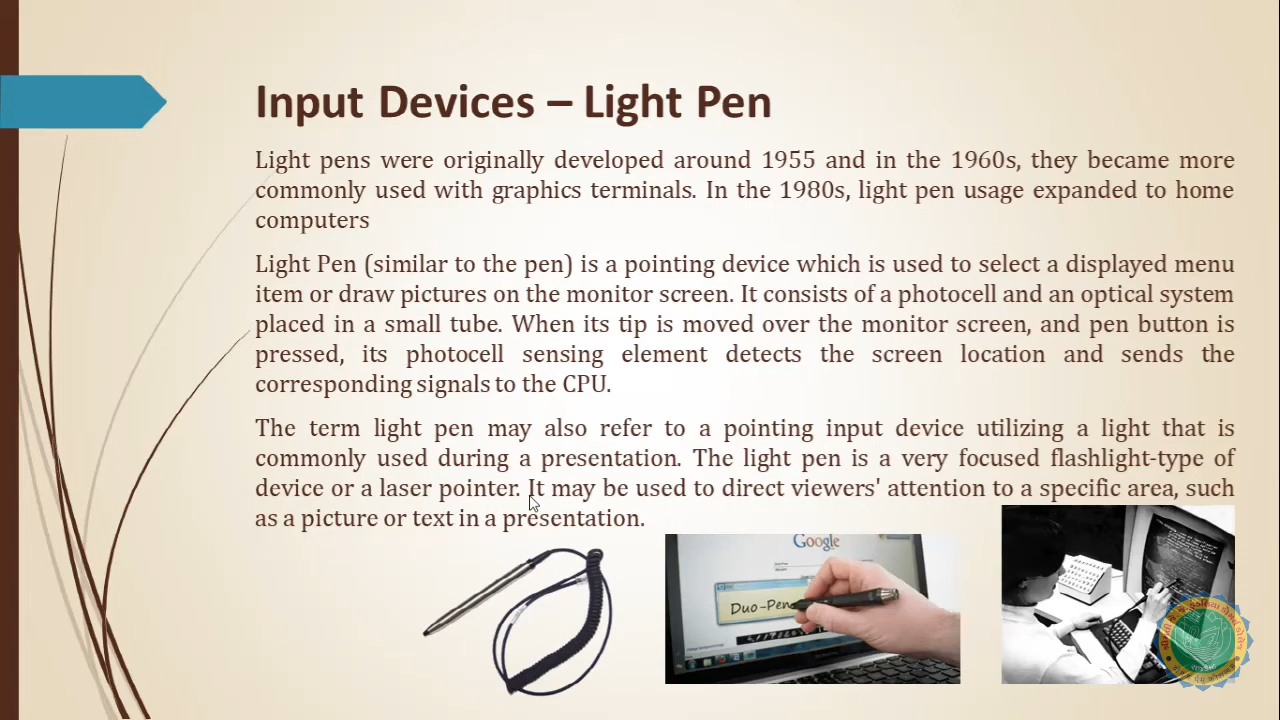 Input Devices – Light Pen
Light pens were originally developed around 1955 and in the 1960s, they became more
commonly used with graphics terminals. In the 1980s, light pen usage expanded to home
computers
Light Pen (similar to the pen) is a pointing device which is used to select a displayed menu
item or draw pictures on the monitor screen. It consists of a photocell and an optical system
placed in a small tube. When its tip is moved over the monitor screen, and pen button is
pressed, its photocell sensing element detects the screen location and sends the
corresponding signals to the CPU.
The term light pen may also refer to a pointing input device utilizing a light that is
commonly used during a presentation. The light pen is a very focused flashlight-type of
device or a laser pointer. It may be used to direct viewers' attention to a specific area, such
as a picture or text in a presentation.
Google
Duo-Pen